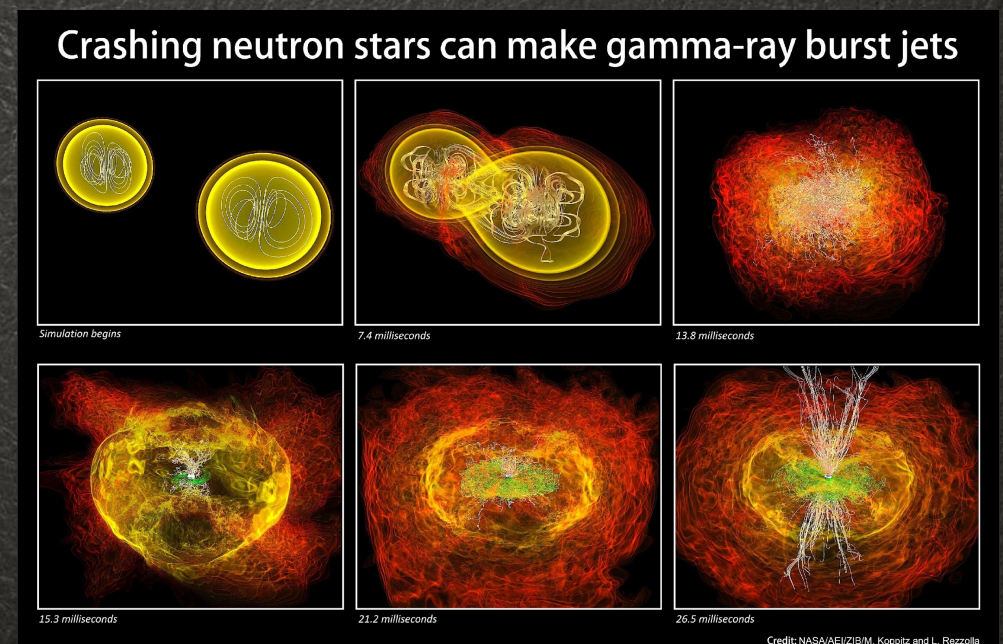 Crashing neutron stars can make gamma-ray burst jets
Simulation begins
7.4 milliseconds
13.8 milliseconds
15.3 milliseconds
21.2 milliseconds
26.5 milliseconds
Credit: NASA/AEI/ZIB/M. Koppitz and L. Rezzolla